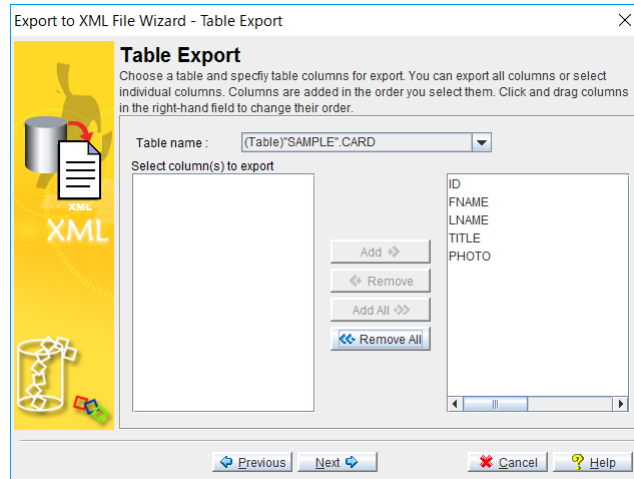 Export to XML File Wizard - Table Export
Table Export
Choose a table and specfiy table columns for export. You can export all columns or select
individual columns. Columns are added in the order you select them. Click and drag columns
in the right-hand field to change their order.
Table name :
(Table)"SAMPLE".CARD
Select column(s) to export
ID
FNAME
LNAME
TITLE
PHOTO
Add
Remove
Add All
Remove All
XML
XML
Previous
Next
Cancel
Help